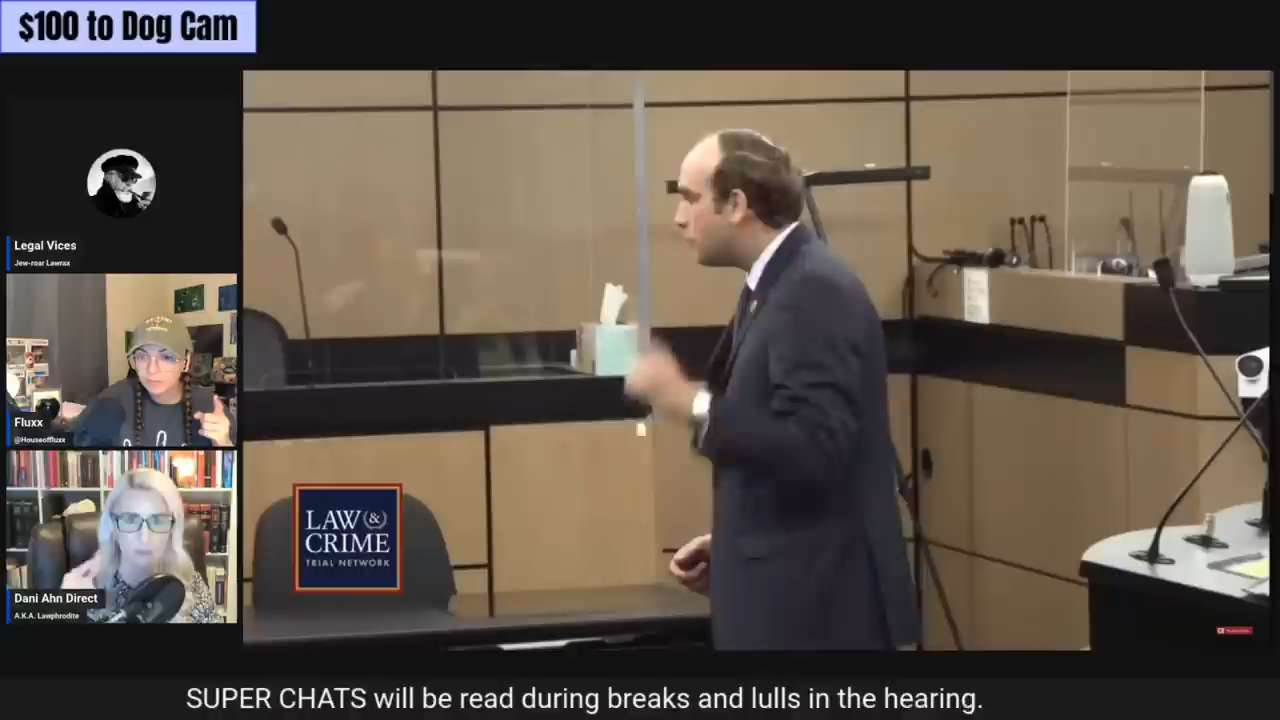 $100 to Dog Cam
Legal Vices
Jew-roar Lawrax
Fluxx
@Houseoffluxx
Dani Ahn Direct
A.K.A. Lawphrodite
LAW &
CRIME
TRIAL NETWORK
SUPER CHATS will be read during breaks and lulls in the hearing.